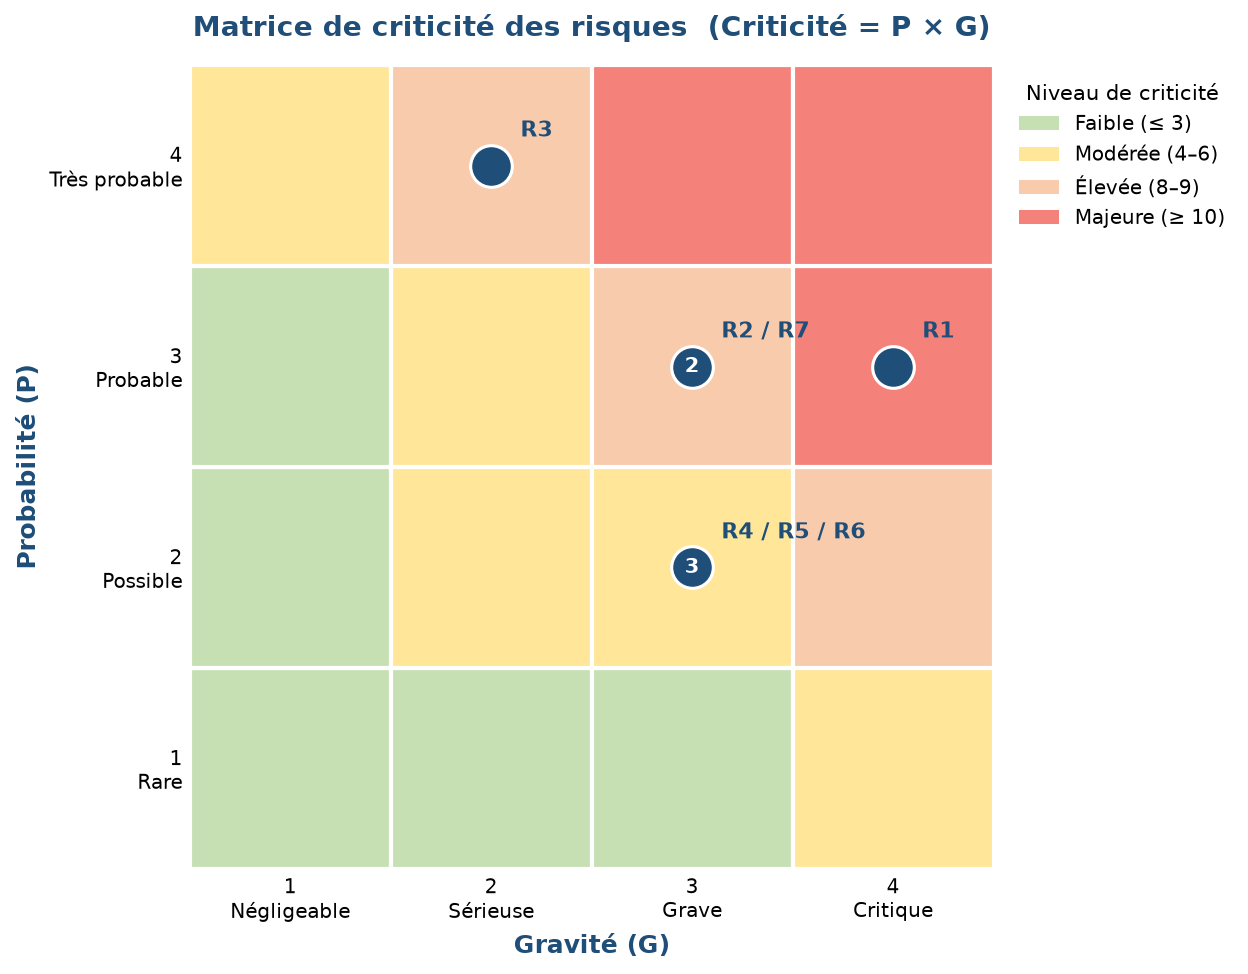 Matrice de criticité des risques (Criticité = P × G)
Niveau de criticité
Faible (≤ 3)
Modérée (4–6)
Élevée (8–9)
Majeure (≥ 10)
Probabilité (P)
4
Très probable
R3
3
Probable
R2 / R7
2
R1
2
Possible
R4 / R5 / R6
3
1
Rare
1
Négligeable
2
Sérieuse
3
Grave
4
Critique
Gravité (G)